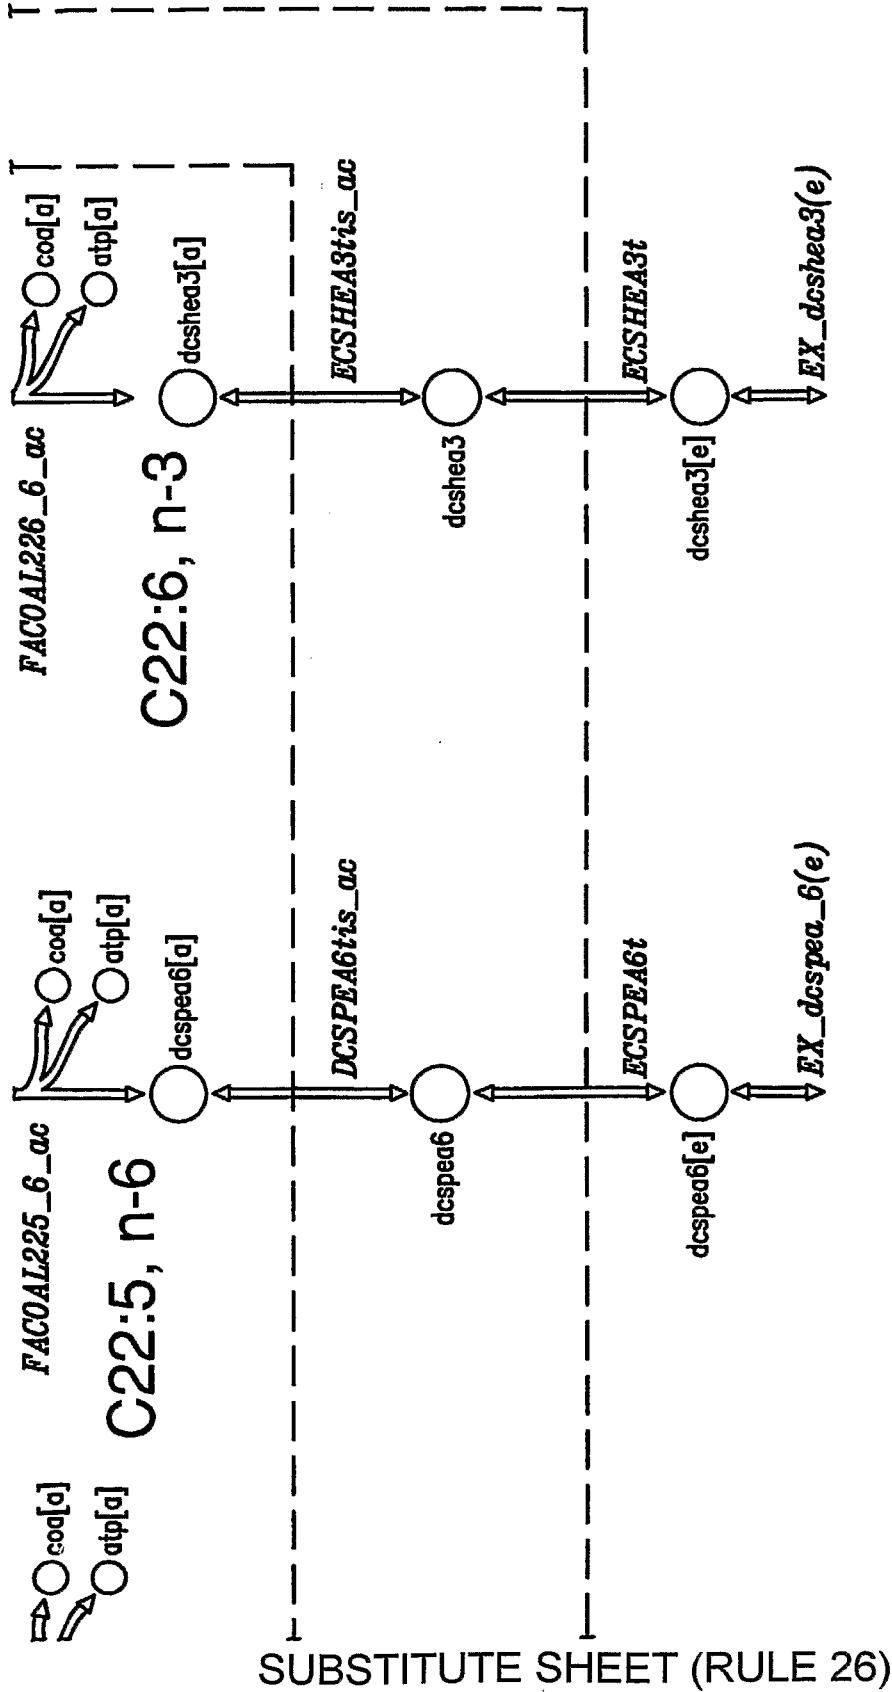 coa[a]
atp[a]
FACOAL225_6_ac
C22:5, n-6
coa[a]
atp[a]
dcspea6[a]
DCSPEA6tis_ac
dcspea6
ECSPEA6t
dcspea6[e]
EX_dcspea_6(e)
FACOAL226_6_ac
C22:6, n-3
coa[a]
atp[a]
dcshea3[a]
ECSHEA3tis_ac
dcshea3
ECSHEA3t
dcshea3[e]
EX_dcshea3(e)
SUBSTITUTE SHEET (RULE 26)